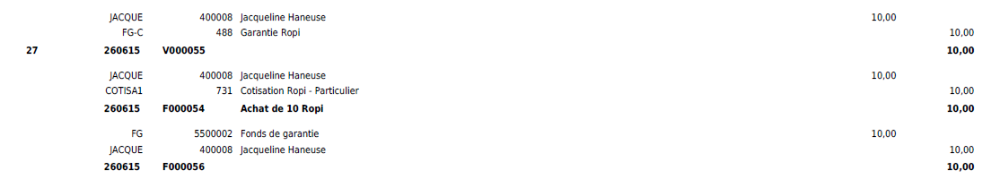 JACQUE 400008 Jacqueline Haneuse 10,00
FG-C 488 Garantie Ropi 10,00
27 260615 V000055 10,00
JACQUE 400008 Jacqueline Haneuse 10,00
COTISA1 731 Cotisation Ropi - Particulier 10,00
260615 F000054 Achat de 10 Ropi 10,00
FG 5500002 Fonds de garantie 10,00
JACQUE 400008 Jacqueline Haneuse 10,00
260615 F000056 10,00